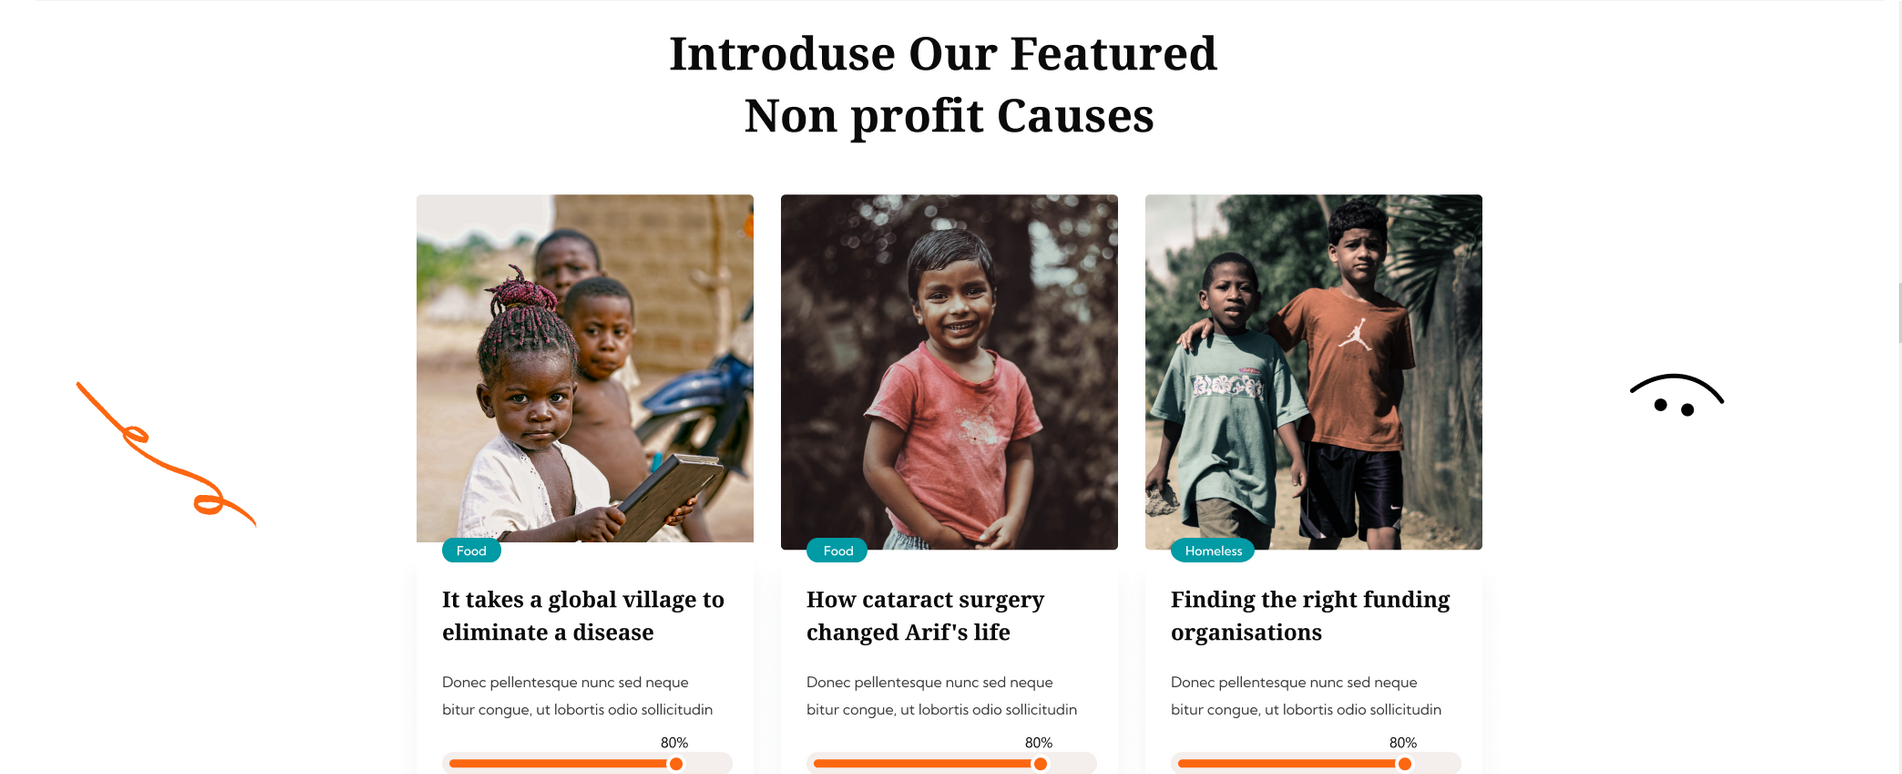 Introduse Our Featured
Non profit Causes
Food
It takes a global village to
eliminate a disease
Donec pellentesque nunc sed neque
bitur congue, ut lobortis odio sollicitudin
80%
Food
How cataract surgery
changed Arif's life
Donec pellentesque nunc sed neque
bitur congue, ut lobortis odio sollicitudin
80%
Homeless
Finding the right funding
organisations
Donec pellentesque nunc sed neque
bitur congue, ut lobortis odio sollicitudin
80%